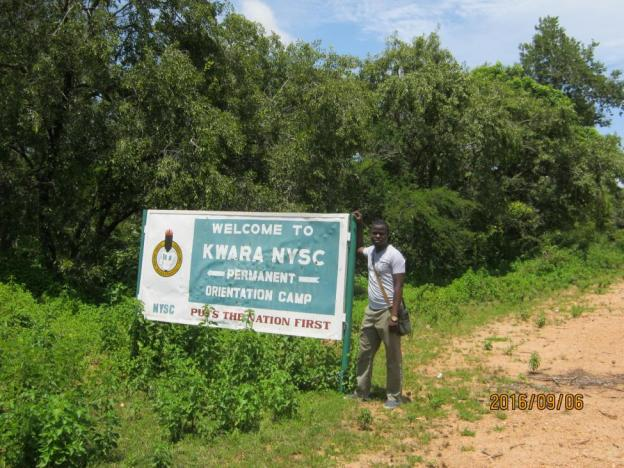 WELCOME TO
KWARA NYSC
PERMANENT
ORIENTATION CAMP
NYSC
PUTS THE NATION FIRST
2016/09/06